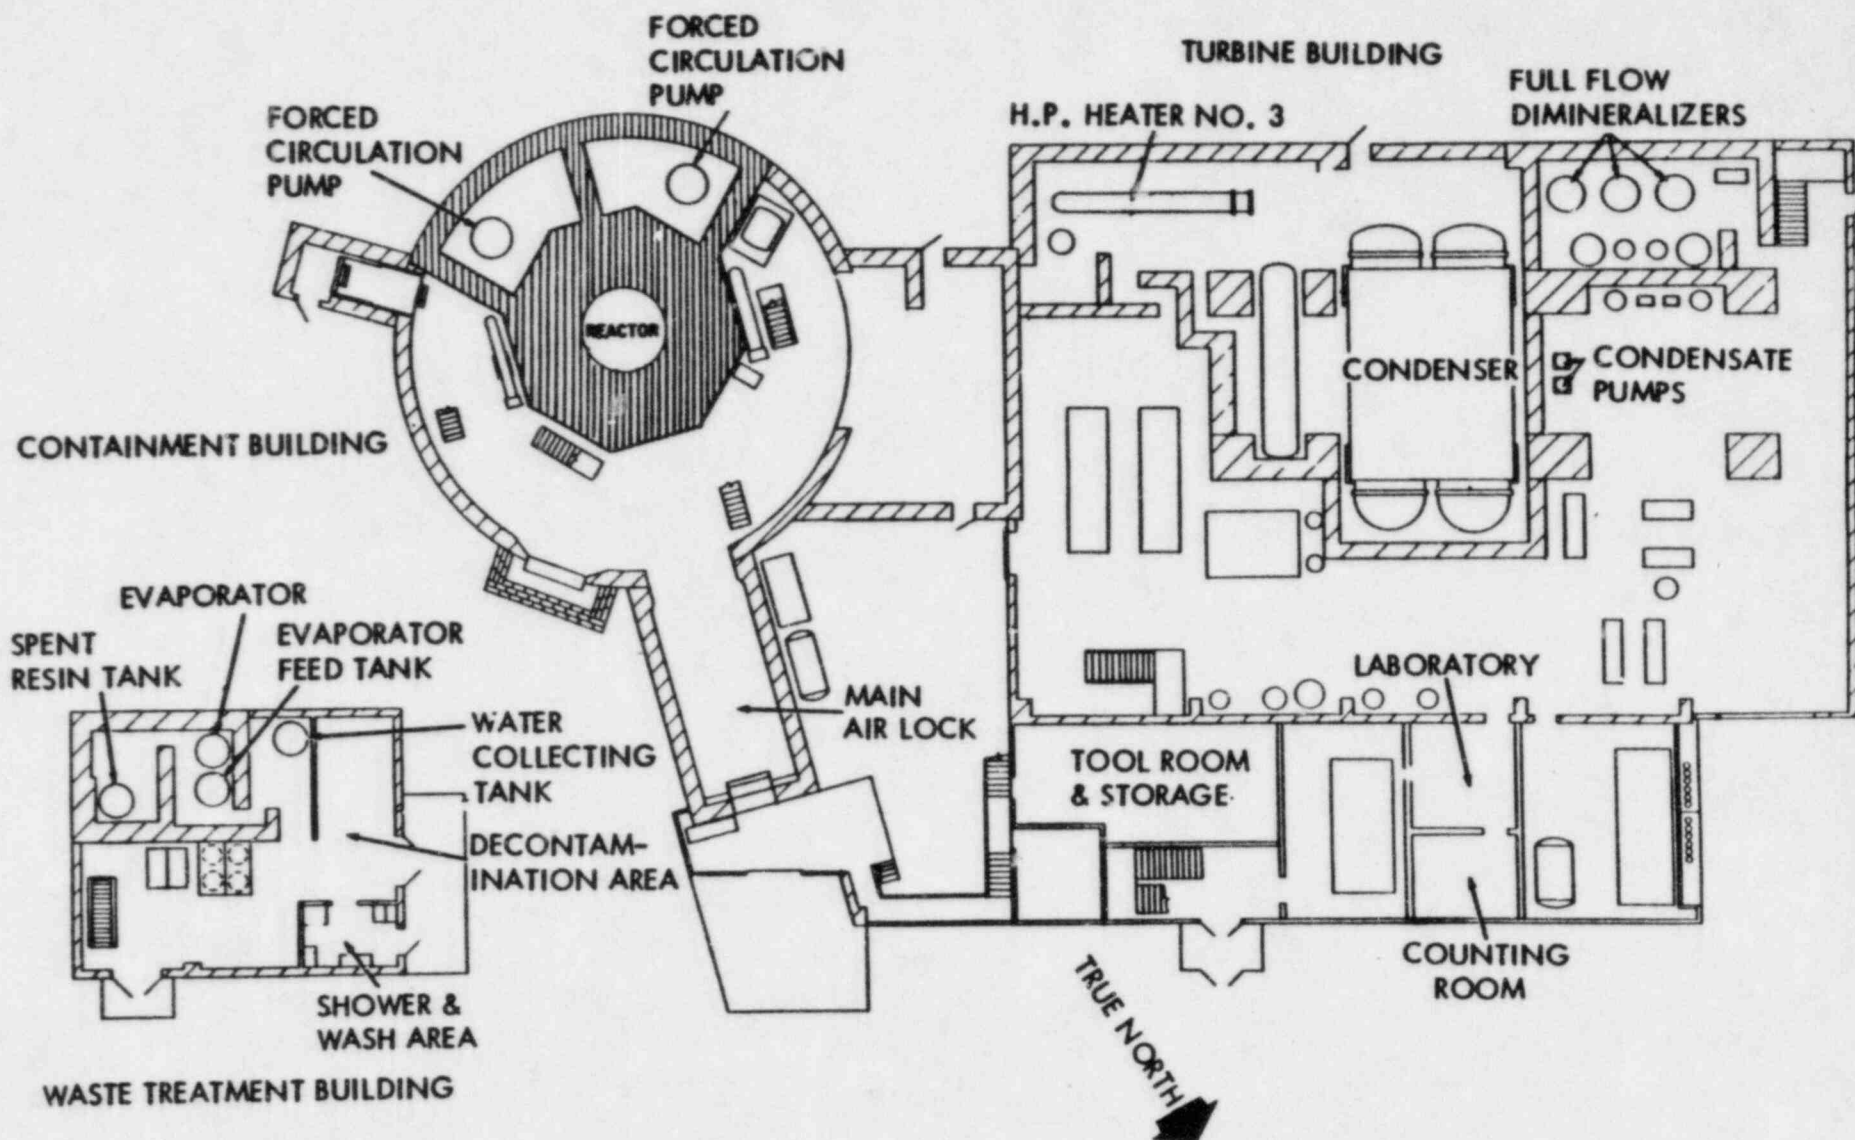 FORCED
CIRCULATION
PUMP
TURBINE BUILDING
FULL FLOW
DIMINERALIZERS
H.P. HEATER NO. 3
FORCED
CIRCULATION
PUMP
REACTOR
CONDENSER
CONDENSATE
PUMPS
CONTAINMENT BUILDING
EVAPORATOR
SPENT
RESIN TANK
EVAPORATOR
FEED TANK
LABORATORY
MAIN
AIR LOCK
WATER
COLLECTING
TANK
TOOL ROOM
& STORAGE
DECONTAM-
INATION AREA
COUNTING
ROOM
SHOWER &
WASH AREA
TRUE NORTH
WASTE TREATMENT BUILDING